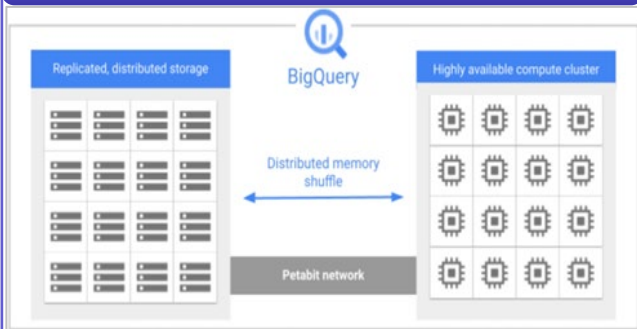 BigQuery
Replicated, distributed storage
Distributed memory
shuffle
Petabit network
Highly available compute cluster